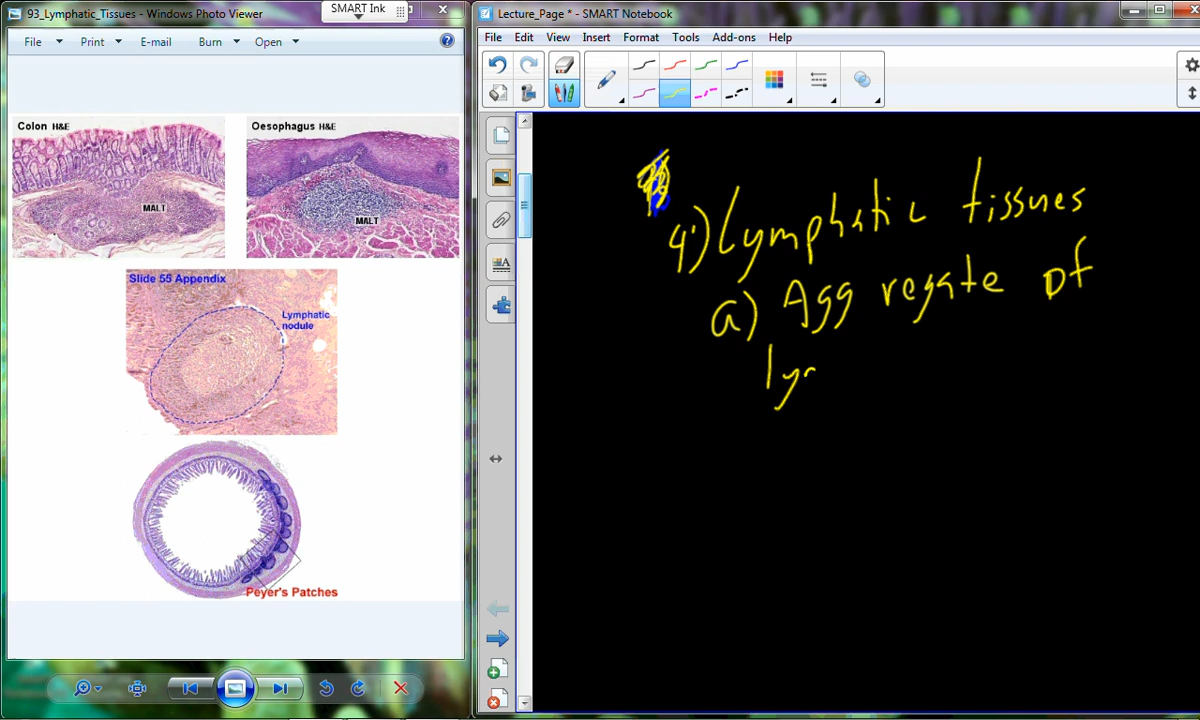 93_Lymphatic_Tissues - Windows Photo Viewer
SMART Ink
File Print E-mail Burn Open
Colon H&E
MALT
Oesophagus H&E
MALT
Slide 55 Appendix
Lymphatic
nodule
Peyer's Patches
Lecture_Page * - SMART Notebook
File Edit View Insert Format Tools Add-ons Help
4) Lymphatic tissues
a) Aggregate of